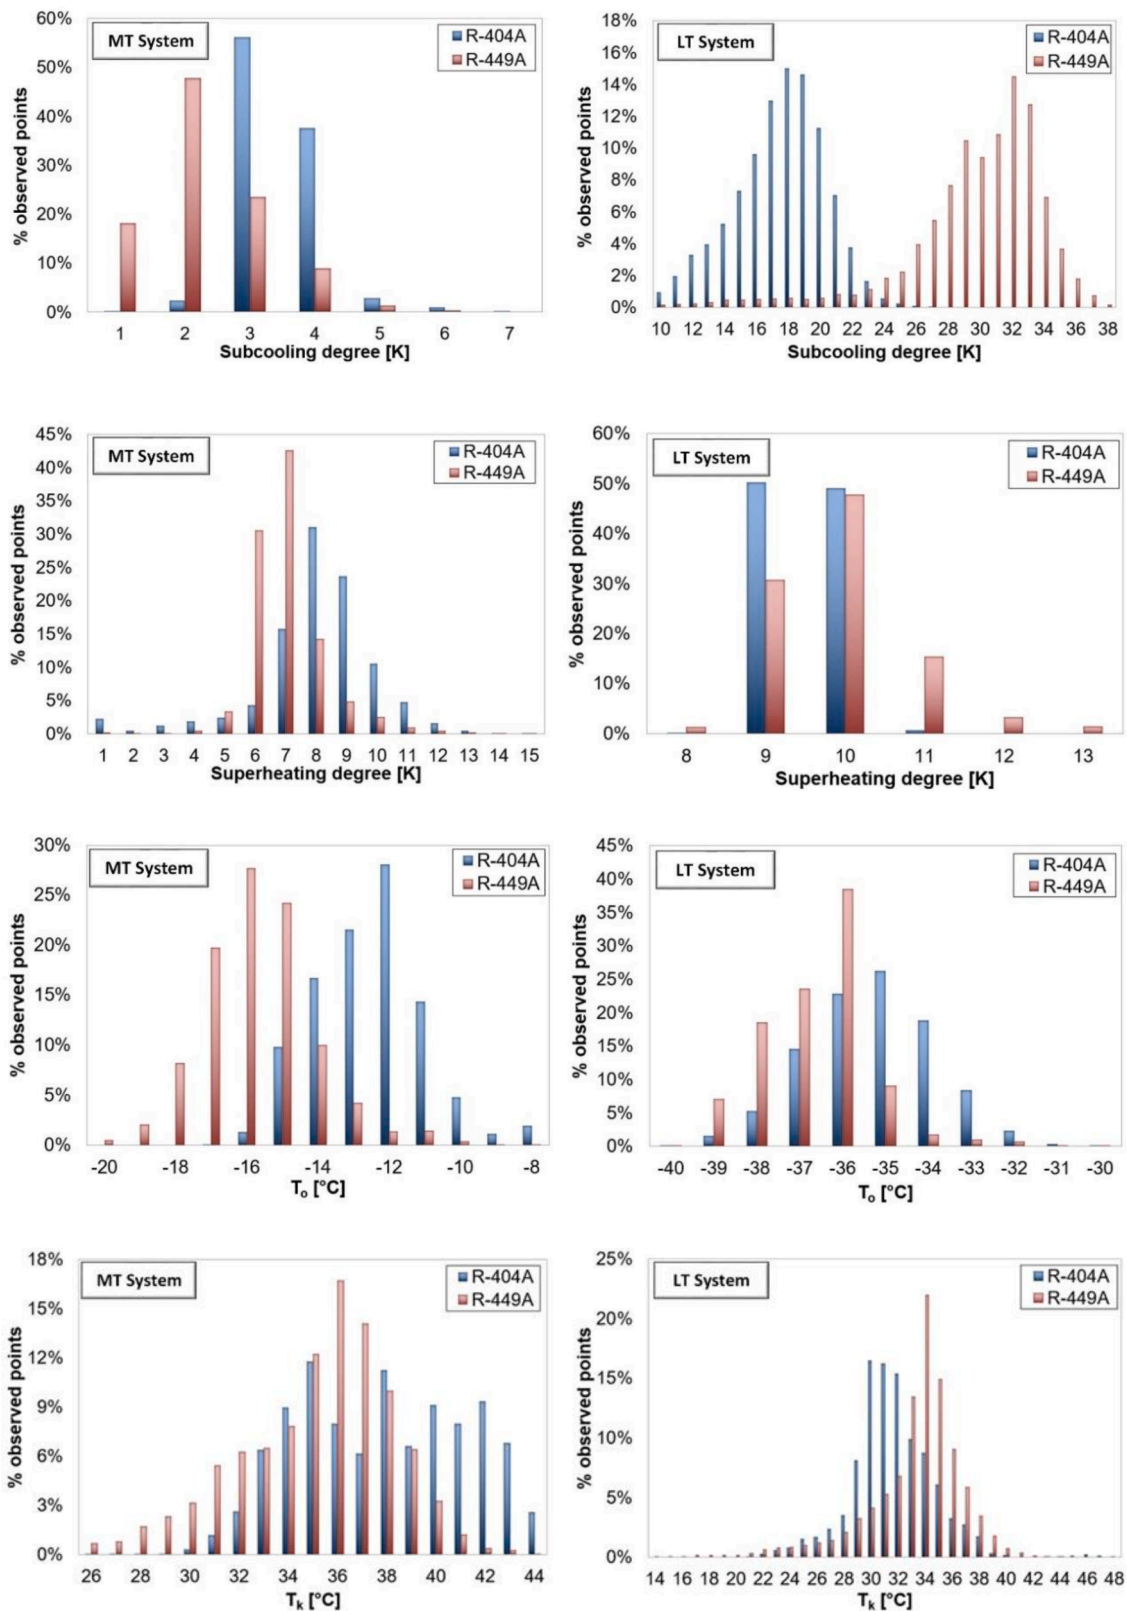 MT System
R-404A
R-449A
% observed points
60%
50%
40%
30%
20%
10%
0%
1 2 3 4 5 6 7
Subcooling degree [K]
LT System
R-404A
R-449A
% observed points
18%
16%
14%
12%
10%
8%
6%
4%
2%
0%
10 12 14 16 18 20 22 24 26 28 30 32 34 36 38
Subcooling degree [K]
MT System
R-404A
R-449A
% observed points
45%
40%
35%
30%
25%
20%
15%
10%
5%
0%
1 2 3 4 5 6 7 8 9 10 11 12 13 14 15
Superheating degree [K]
LT System
R-404A
R-449A
% observed points
60%
50%
40%
30%
20%
10%
0%
8 9 10 11 12 13
Superheating degree [K]
MT System
R-404A
R-449A
% observed points
30%
25%
20%
15%
10%
5%
0%
-20 -18 -16 -14 -12 -10 -8
To [°C]
LT System
R-404A
R-449A
% observed points
45%
40%
35%
30%
25%
20%
15%
10%
5%
0%
-40 -39 -38 -37 -36 -35 -34 -33 -32 -31 -30
To [°C]
MT System
R-404A
R-449A
% observed points
18%
15%
12%
9%
6%
3%
0%
26 28 30 32 34 36 38 40 42 44
Tk [°C]
LT System
R-404A
R-449A
% observed points
25%
20%
15%
10%
5%
0%
14 16 18 20 22 24 26 28 30 32 34 36 38 40 42 44 46 48
Tk [°C]